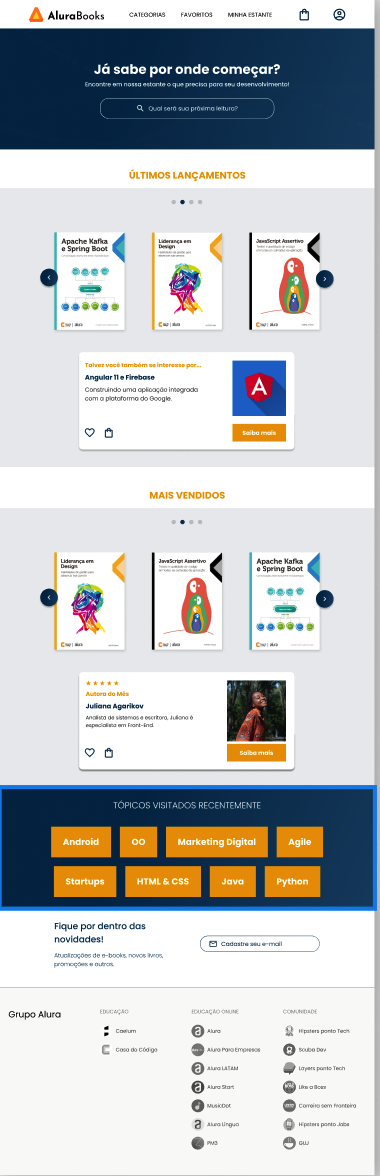 AluraBooks
CATEGORIAS FAVORITOS MINHA ESTANTE
Já sabe por onde começar?
Encontre em nossa estante o que precisa para seu desenvolvimento!
Qual será sua próxima leitura?
ÚLTIMOS LANÇAMENTOS
Apache Kafka
e Spring Boot
Liderança em
Design
JavaScript Assertivo
Talvez você também se interesse por...
Angular 11 e Firebase
Construindo uma aplicação integrada
com a plataforma do Google.
Saiba mais
MAIS VENDIDOS
Liderança em
Design
JavaScript Assertivo
Apache Kafka
e Spring Boot
Autora do Mês
Juliana Agarikov
Analista de sistemas e escritora, Juliana é
especialista em Front-End.
Saiba mais
TÓPICOS VISITADOS RECENTEMENTE
Android OO Marketing Digital Agile
Startups HTML & CSS Java Python
Fique por dentro das
novidades!
Atualizações de e-books, novos livros,
promoções e outros.
Cadastre seu e-mail
Grupo Alura
EDUCAÇÃO
Caelum
Casa do Código
EDUCAÇÃO ONLINE
Alura
Alura Para Empresas
Alura LATAM
Alura Start
MusicDot
Alura Língua
PM3
COMUNIDADE
Hipsters ponto Tech
Scuba Dev
Layers ponto Tech
Like a Boss
Carreira sem Fronteira
Hipsters ponto Jobs
GUJ